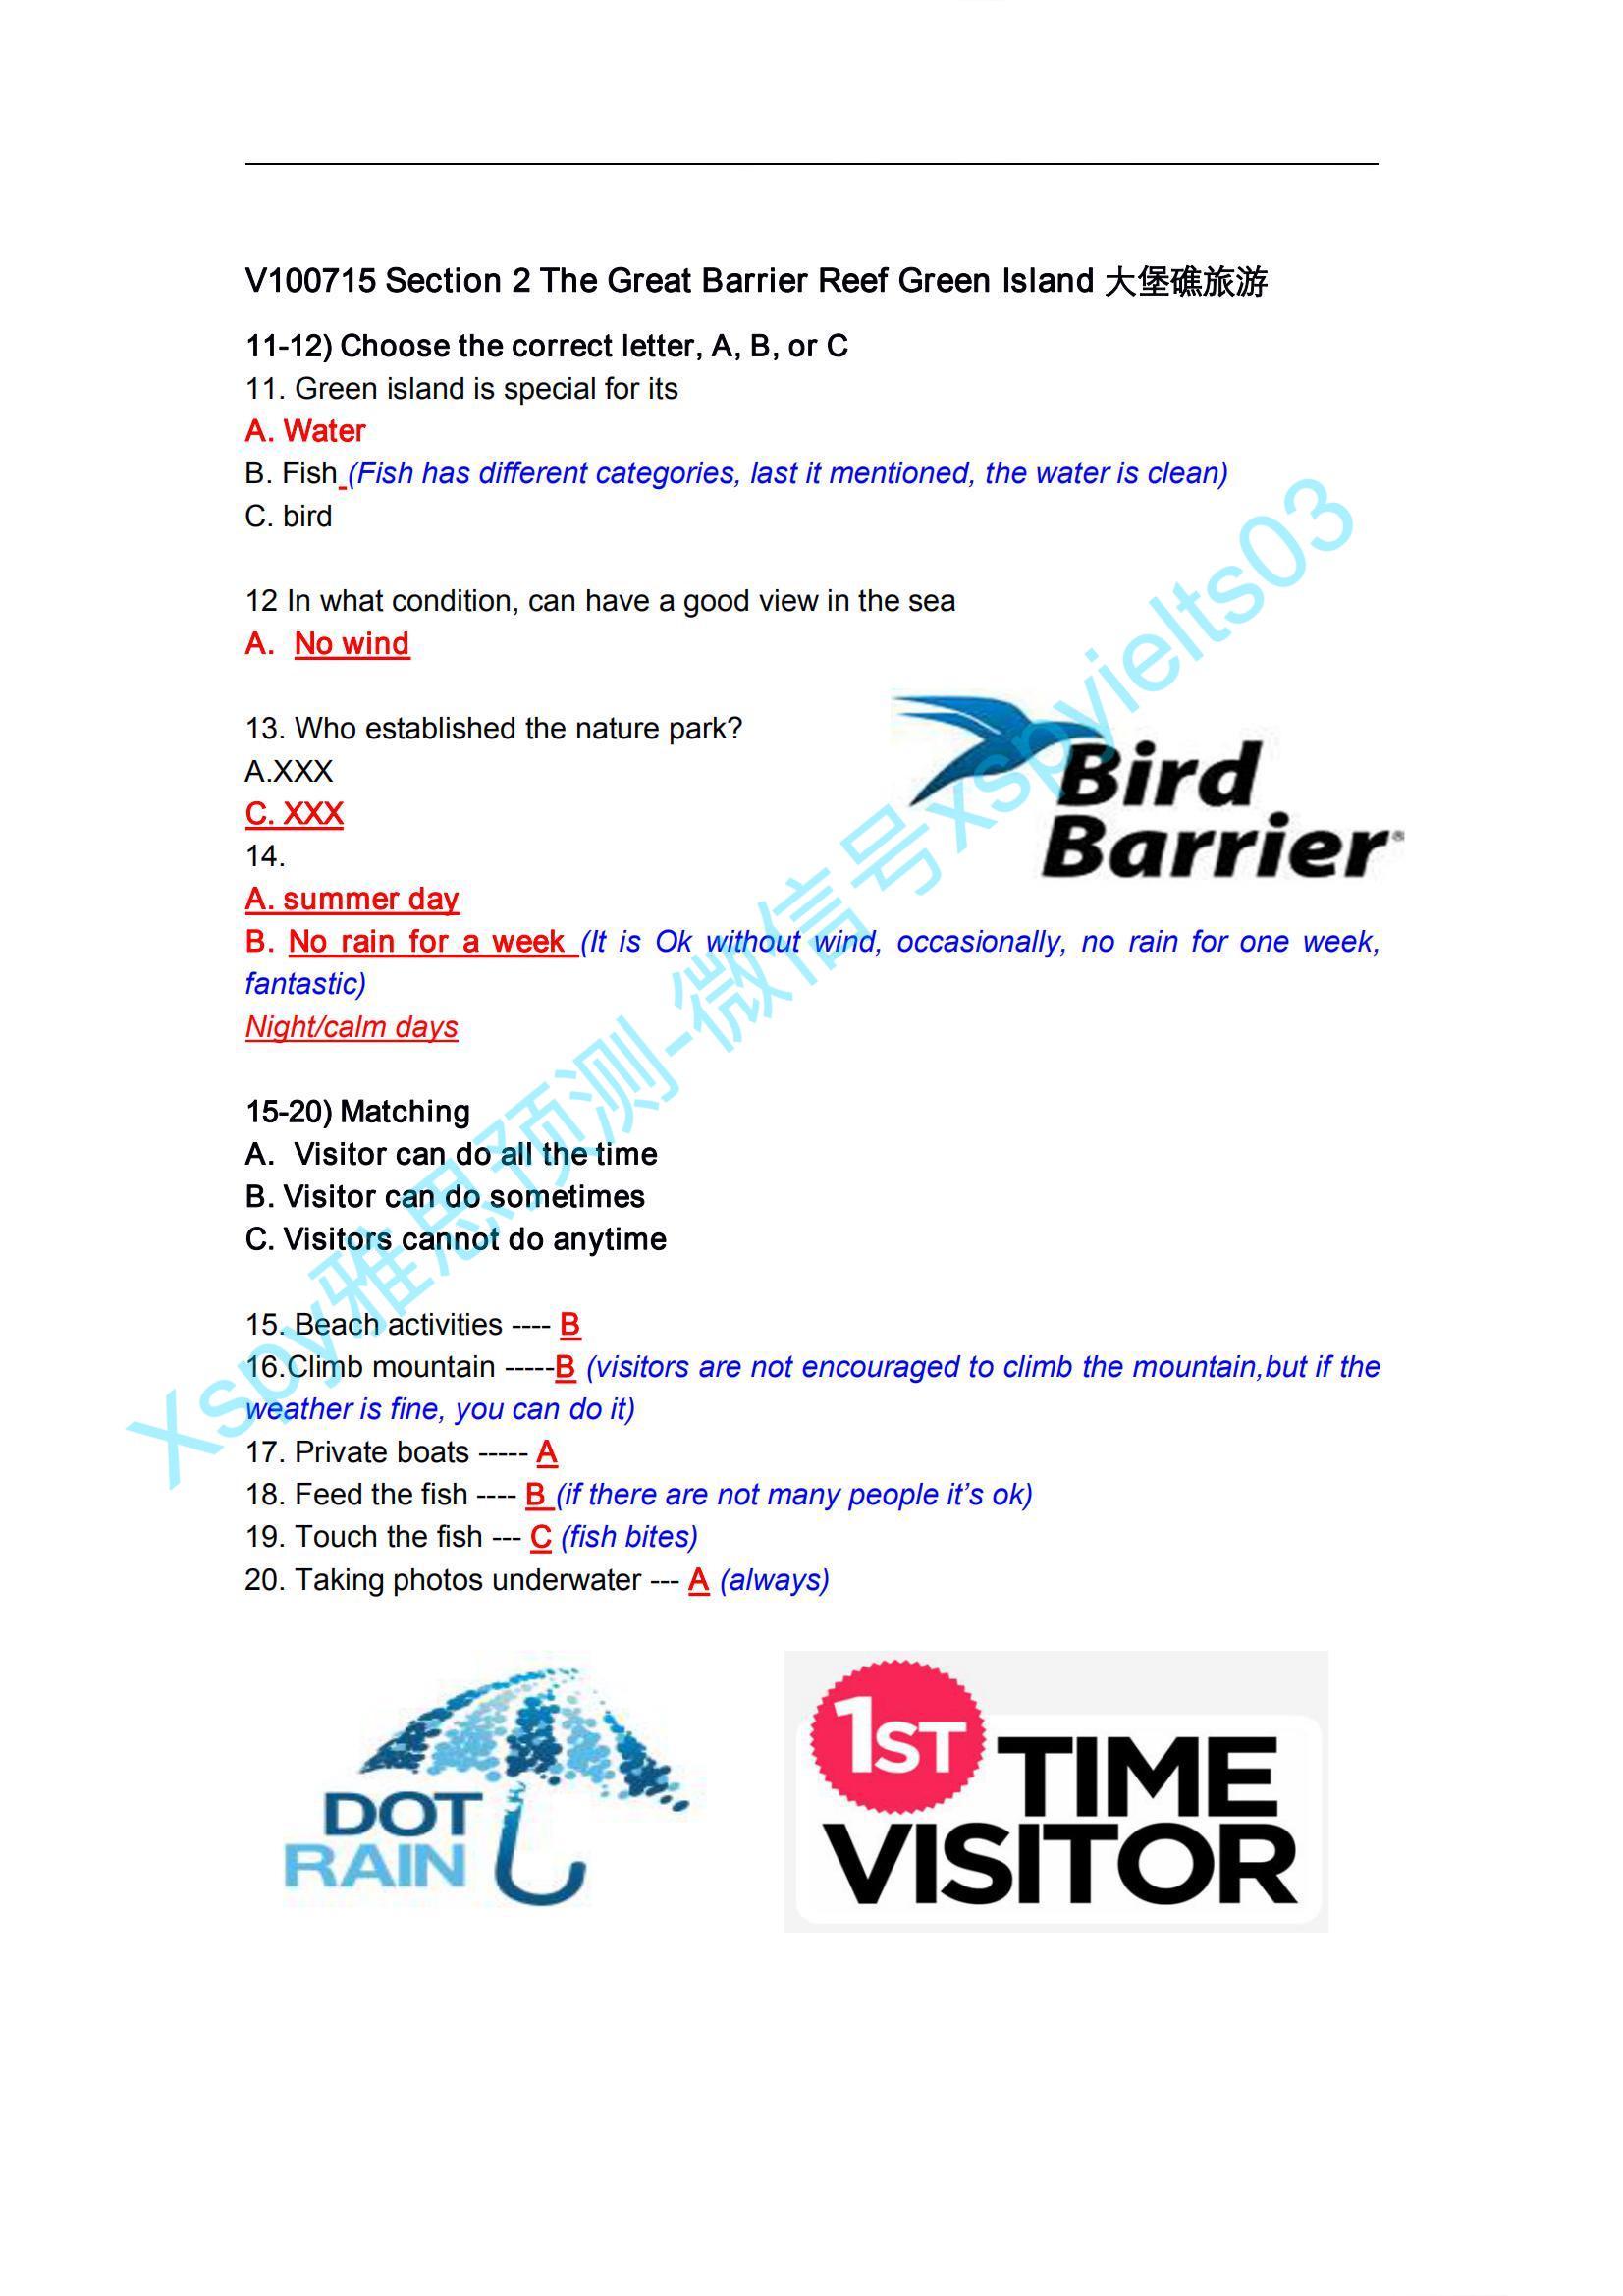 V100715 Section 2 The Great Barrier Reef Green Island 大堡礁旅游
11-12) Choose the correct letter, A, B, or C
11. Green island is special for its
A. Water
B. Fish (Fish has different categories, last it mentioned, the water is clean)
C. bird
12 In what condition, can have a good view in the sea
A. No wind
13. Who established the nature park?
A.XXX
C. XXX
14.
A. summer day
B. No rain for a week (It is Ok without wind, occasionally, no rain for one week,
fantastic)
Night/calm days
Bird
Barrier®
15-20) Matching
A. Visitor can do all the time
B. Visitor can do sometimes
C. Visitors cannot do anytime
15. Beach activities ---- B
16.Climb mountain -----B (visitors are not encouraged to climb the mountain,but if the
weather is fine, you can do it)
17. Private boats ----- A
18. Feed the fish ---- B (if there are not many people it’s ok)
19. Touch the fish --- C (fish bites)
20. Taking photos underwater --- A (always)
DOT
RAIN
1ST
TIME
VISITOR
Xspy雅思预测-微信号xspyielts03